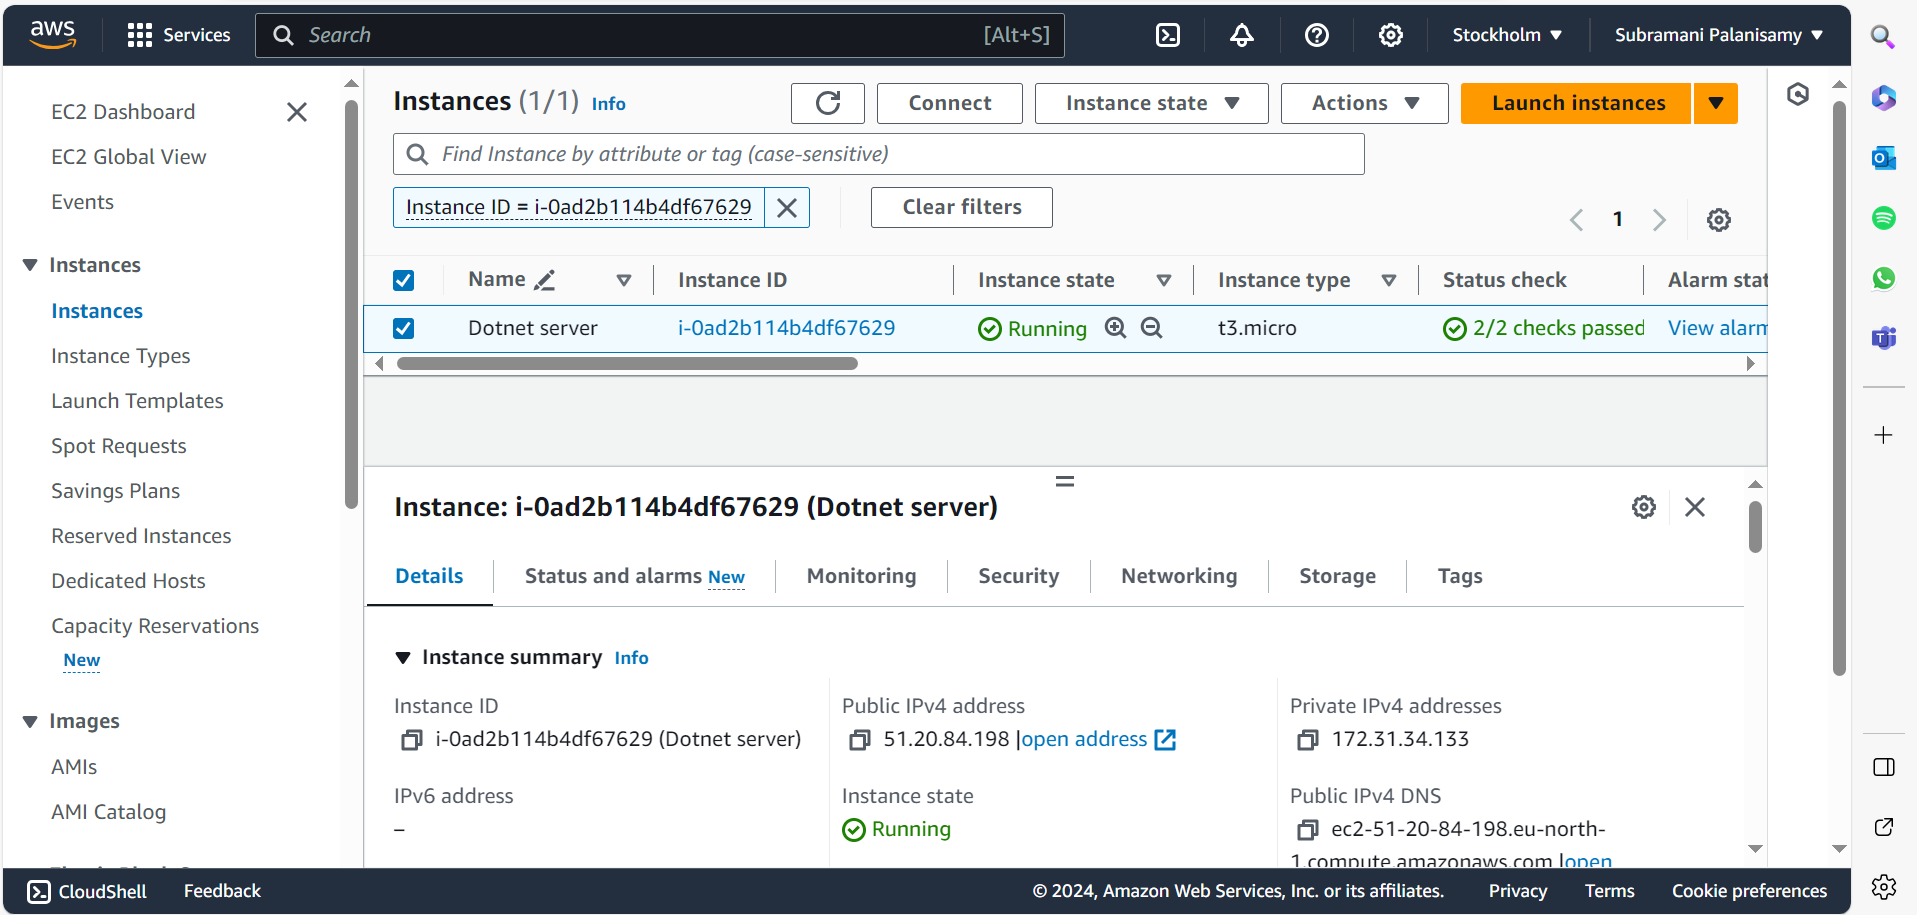 aws
Services
Search
[Alt+S]
Stockholm
Subramani Palanisamy
EC2 Dashboard
EC2 Global View
Events
Instances
Instances
Instance Types
Launch Templates
Spot Requests
Savings Plans
Reserved Instances
Dedicated Hosts
Capacity Reservations
New
Images
AMIs
AMI Catalog
Instances (1/1) Info
Connect
Instance state
Actions
Launch instances
Find Instance by attribute or tag (case-sensitive)
Instance ID = i-0ad2b114b4df67629
Clear filters
1
Name
Instance ID
Instance state
Instance type
Status check
Alarm stat
Dotnet server
i-0ad2b114b4df67629
Running
t3.micro
2/2 checks passed
View alarm
Instance: i-0ad2b114b4df67629 (Dotnet server)
Details
Status and alarms New
Monitoring
Security
Networking
Storage
Tags
Instance summary Info
Instance ID
i-0ad2b114b4df67629 (Dotnet server)
Public IPv4 address
51.20.84.198 |open address
Private IPv4 addresses
172.31.34.133
IPv6 address
–
Instance state
Running
Public IPv4 DNS
ec2-51-20-84-198.eu-north-
1.compute.amazonaws.com |open
CloudShell
Feedback
© 2024, Amazon Web Services, Inc. or its affiliates.
Privacy
Terms
Cookie preferences